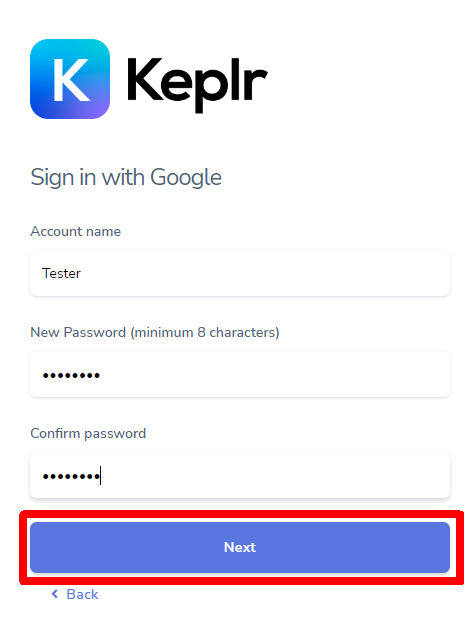 K Keplr
Sign in with Google
Account name
Tester
New Password (minimum 8 characters)
••••••••
Confirm password
••••••••
Next
Back